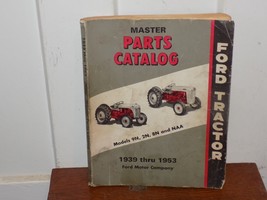 MASTER
PARTS
CATALOG
FORD TRACTOR
Models 9N, 2N, 8N and NAA
1939 thru 1953
Ford Motor Company